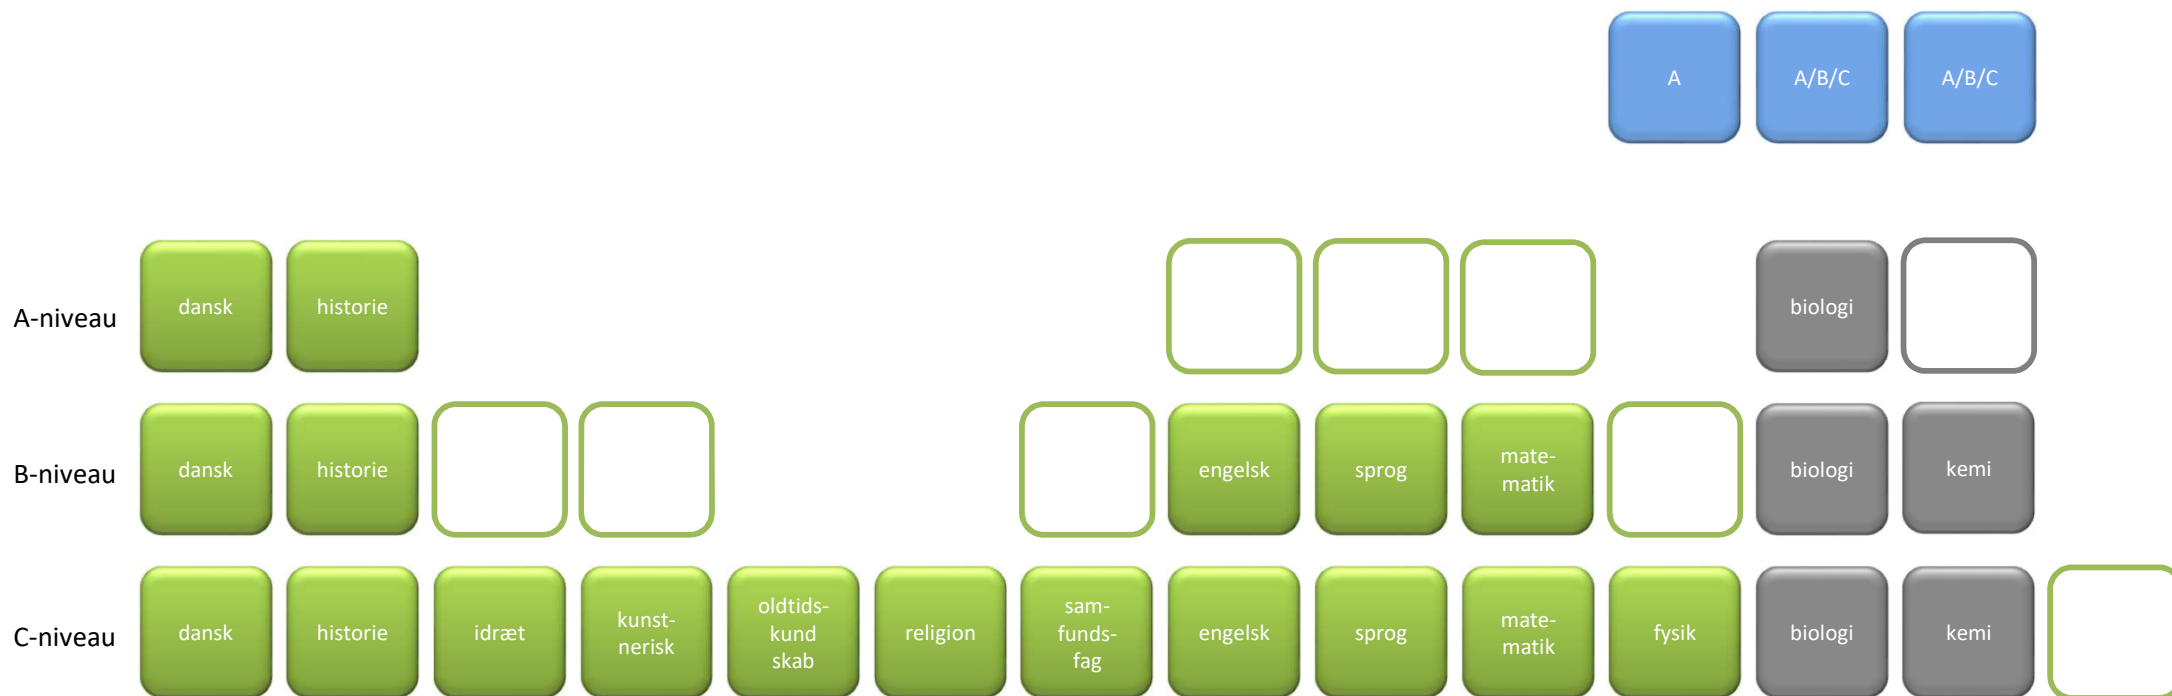 A
A/B/C
A/B/C
A-niveau
dansk
historie
biologi
B-niveau
dansk
historie
engelsk
sprog
mate-
matik
biologi
kemi
C-niveau
dansk
historie
idræt
kunst-
nerisk
oldtids-
kund
skab
religion
sam-
funds-
fag
engelsk
sprog
mate-
matik
fysik
biologi
kemi